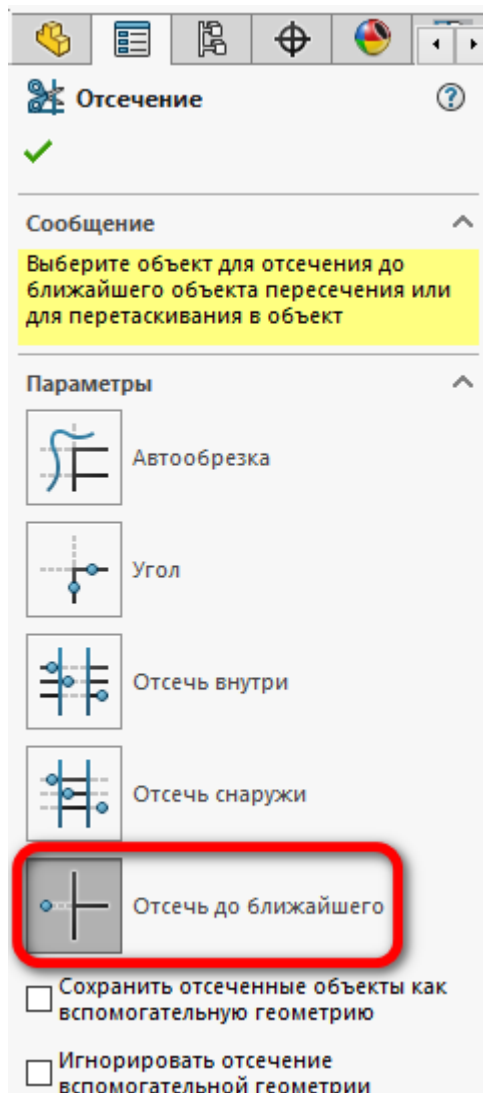 Отсечение
Сообщение
Выберите объект для отсечения до
ближайшего объекта пересечения или
для перетаскивания в объект
Параметры
Автообрезка
Угол
Отсечь внутри
Отсечь снаружи
Отсечь до ближайшего
Сохранить отсеченные объекты как
вспомогательную геометрию
Игнорировать отсечение
вспомогательной геометрии